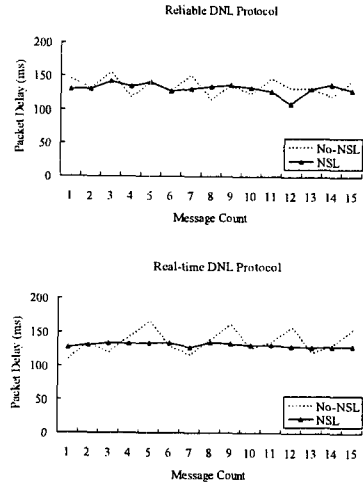 Reliable DNL Protocol
Packet Delay (ms)
200
150
100
50
0
No-NSL
NSL
1 2 3 4 5 6 7 8 9 10 11 12 13 14 15
Message Count
Real-time DNL Protocol
Packet Delay (ms)
200
150
100
50
0
No-NSL
NSL
1 2 3 4 5 6 7 8 9 10 11 12 13 14 15
Message Count